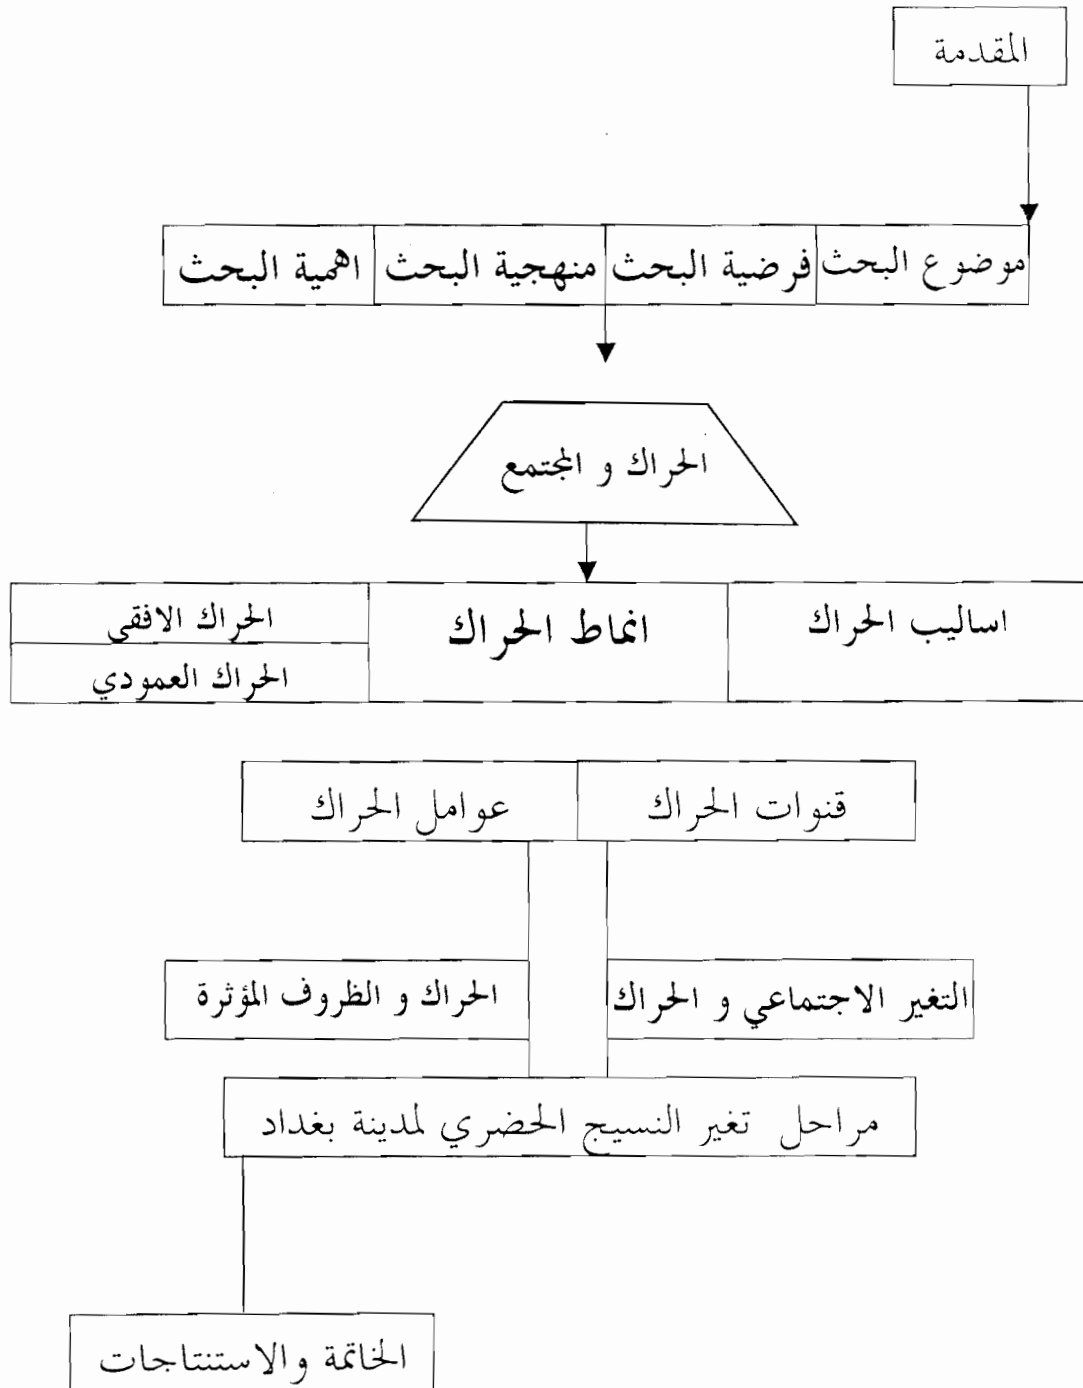 المقدمة
موضوع البحث فرضية البحث منهجية البحث اهمية البحث
الحراك و المجتمع
اساليب الحراك انماط الحراك الحراك الافقي
الحراك العمودي
قنوات الحراك عوامل الحراك
التغير الاجتماعي و الحراك الحراك و الظروف المؤثرة
مراحل تغير النسيج الحضري لمدينة بغداد
الخاتمة والاستنتاجات